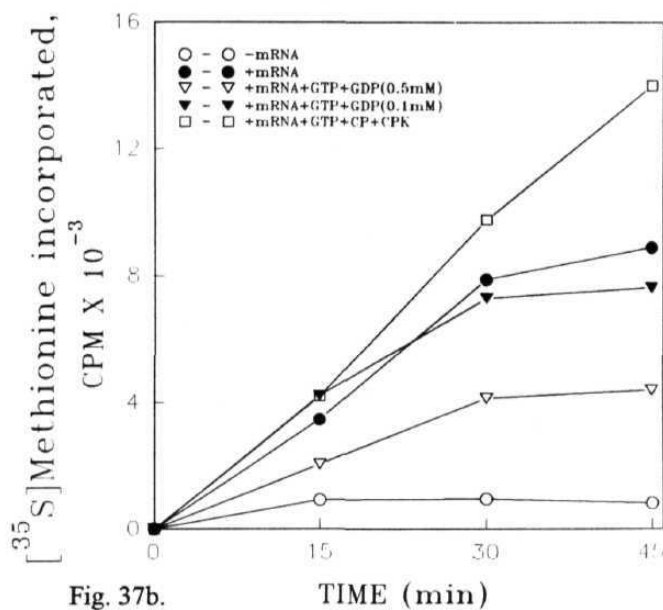 16
12
8
4
0
[35S]Methionine incorporated,
CPM X 10-3
○ - ○ -mRNA
● - ● +mRNA
▽ - ▽ +mRNA+GTP+GDP(0.5mM)
▼ - ▼ +mRNA+GTP+GDP(0.1mM)
□ - □ +mRNA+GTP+CP+CPK
0 15 30 45
Fig. 37b. TIME (min)